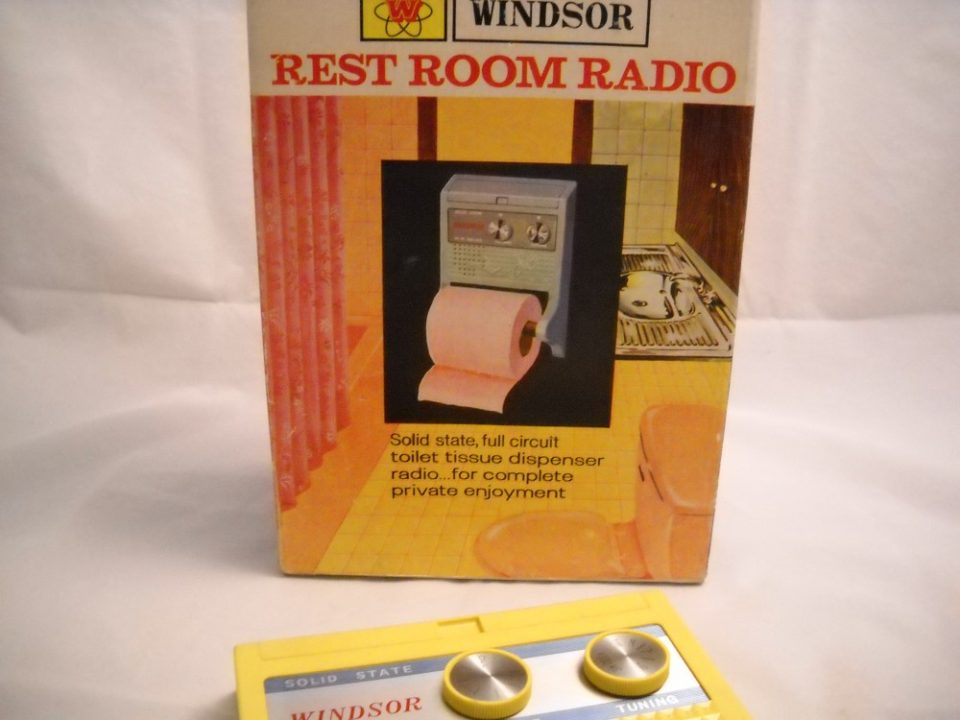 W
WINDSOR
REST ROOM RADIO
Solid state, full circuit
toilet tissue dispenser
radio...for complete
private enjoyment
SOLID STATE
WINDSOR
TUNING